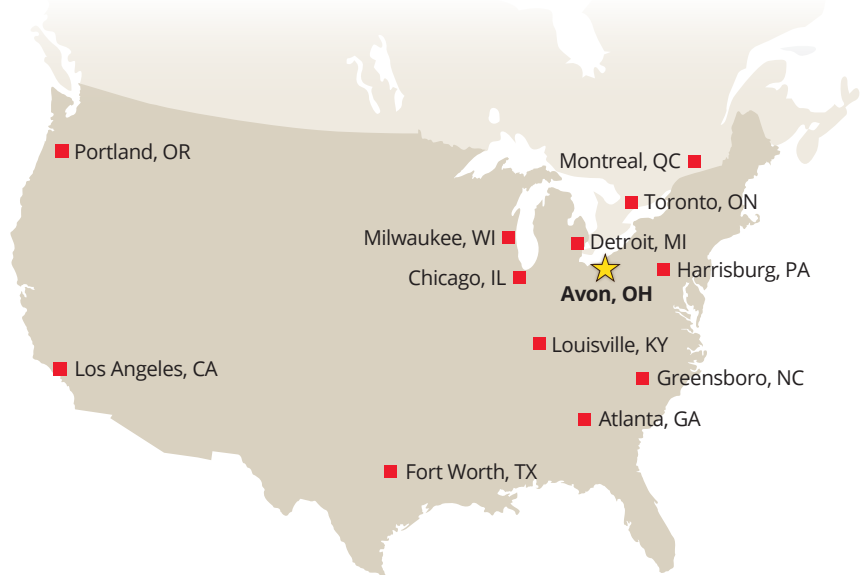 Portland, OR
Montreal, QC
Toronto, ON
Milwaukee, WI
Detroit, MI
Chicago, IL
Harrisburg, PA
Avon, OH
Louisville, KY
Los Angeles, CA
Greensboro, NC
Atlanta, GA
Fort Worth, TX